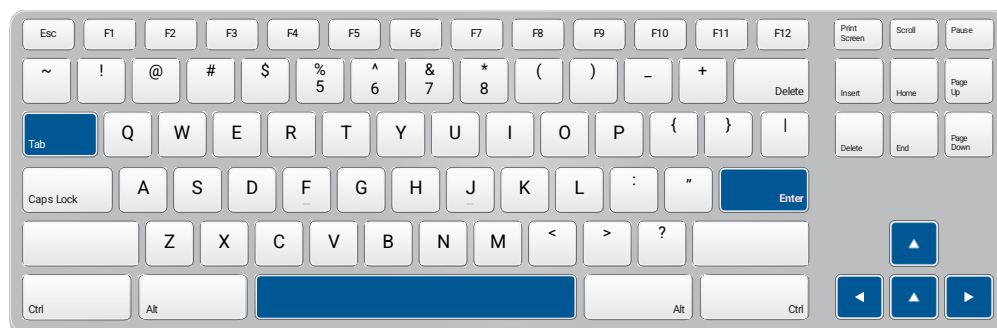 Esc F1 F2 F3 F4 F5 F6 F7 F8 F9 F10 F11 F12 Print Screen Scroll Pause
~ ! @ # $ % 5 ^ 6 & 7 * 8 ( ) _ + Delete Insert Home Page Up
Tab Q W E R T Y U I O P { } | Delete End Page Down
Caps Lock A S D F G H J K L : " Enter
Z X C V B N M < > ?
Ctrl Alt Alt Ctrl